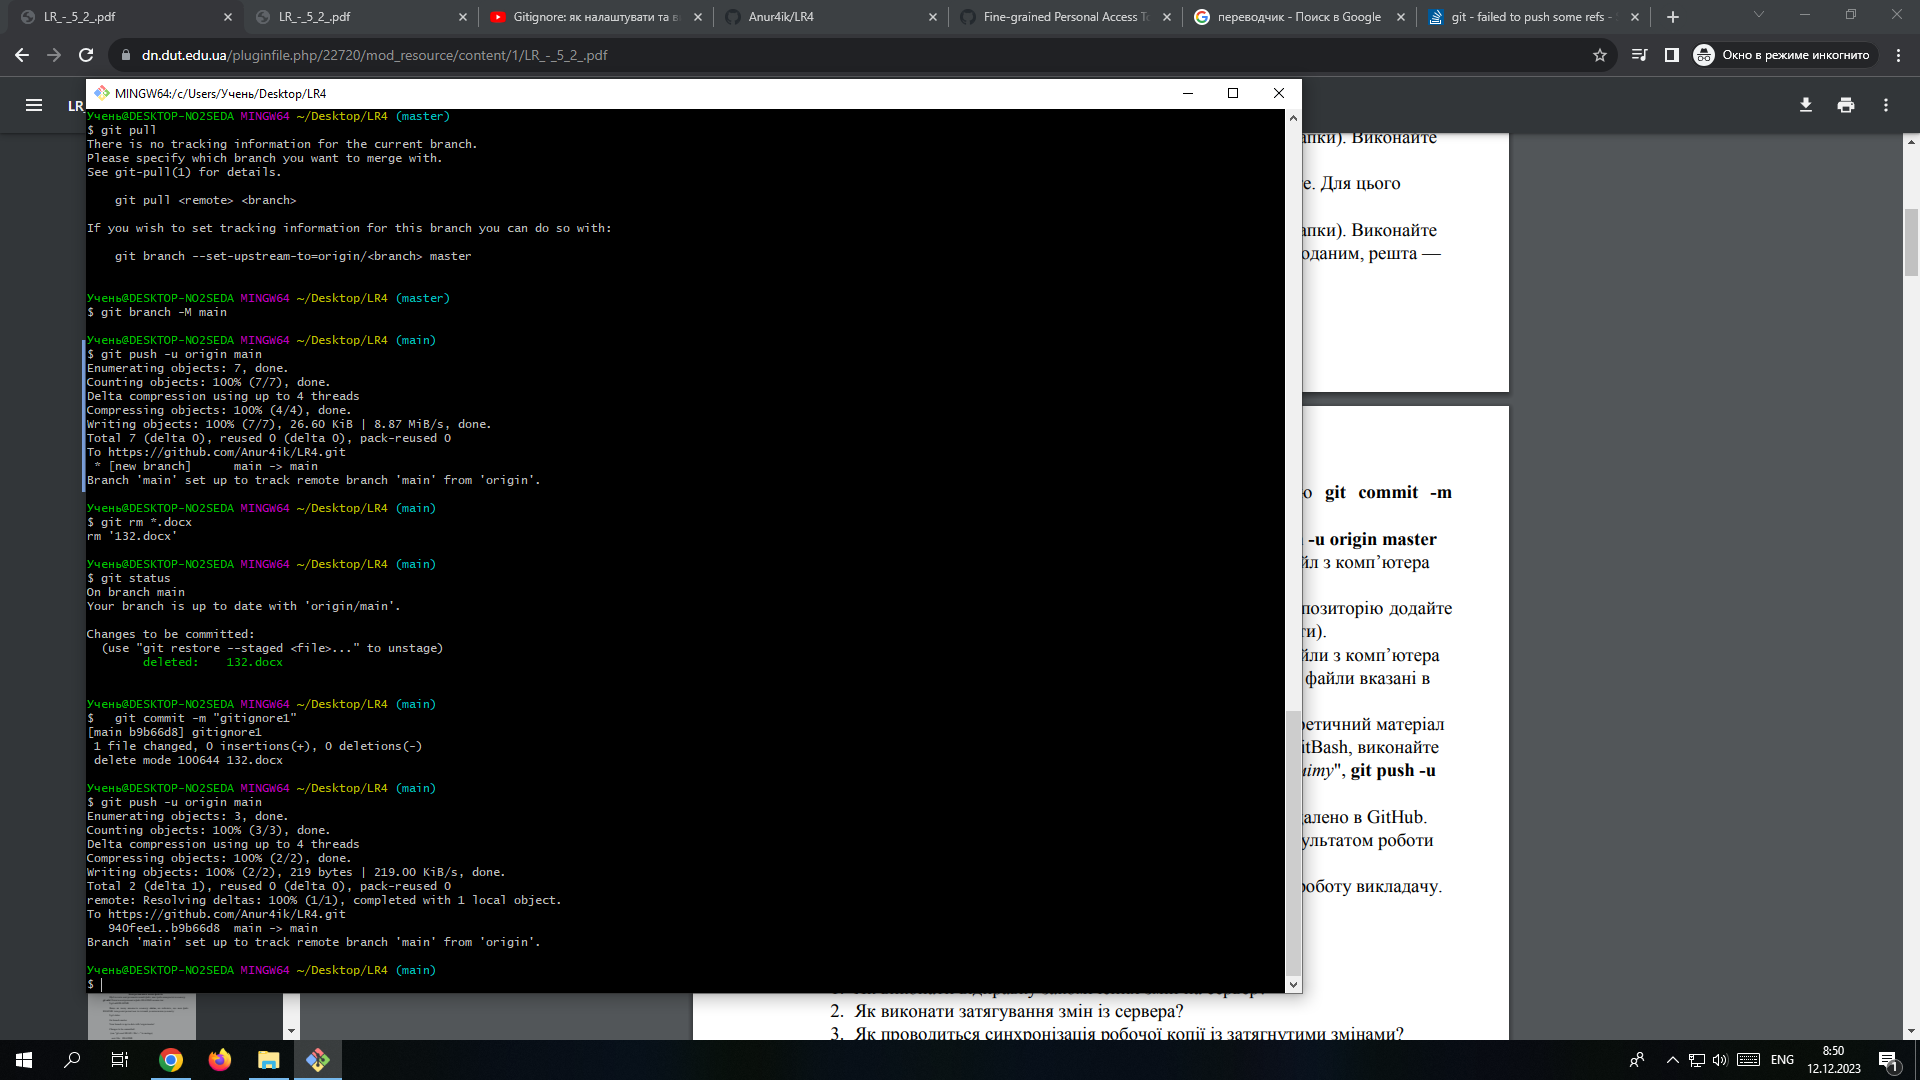 LR_-_5_2_.pdf
LR_-_5_2_.pdf
Gitignore: як налаштувати та в
Anur4ik/LR4
Fine-grained Personal Access T
переводчик - Поиск в Google
git - failed to push some refs -
dn.dut.edu.ua/pluginfile.php/22720/mod_resource/content/1/LR_-_5_2_.pdf
Окно в режиме инкогнито
LR
MINGW64:/c/Users/Учень/Desktop/LR4
Учень@DESKTOP-NO2SEDA MINGW64 ~/Desktop/LR4 (master)
$ git pull
There is no tracking information for the current branch.
Please specify which branch you want to merge with.
See git-pull(1) for details.
git pull <remote> <branch>
If you wish to set tracking information for this branch you can do so with:
git branch --set-upstream-to=origin/<branch> master
Учень@DESKTOP-NO2SEDA MINGW64 ~/Desktop/LR4 (master)
$ git branch -M main
Учень@DESKTOP-NO2SEDA MINGW64 ~/Desktop/LR4 (main)
$ git push -u origin main
Enumerating objects: 7, done.
Counting objects: 100% (7/7), done.
Delta compression using up to 4 threads
Compressing objects: 100% (4/4), done.
Writing objects: 100% (7/7), 26.60 KiB | 8.87 MiB/s, done.
Total 7 (delta 0), reused 0 (delta 0), pack-reused 0
To https://github.com/Anur4ik/LR4.git
* [new branch]      main -> main
Branch 'main' set up to track remote branch 'main' from 'origin'.
Учень@DESKTOP-NO2SEDA MINGW64 ~/Desktop/LR4 (main)
$ git rm *.docx
rm '132.docx'
Учень@DESKTOP-NO2SEDA MINGW64 ~/Desktop/LR4 (main)
$ git status
On branch main
Your branch is up to date with 'origin/main'.
Changes to be committed:
(use "git restore --staged <file>..." to unstage)
deleted:    132.docx
Учень@DESKTOP-NO2SEDA MINGW64 ~/Desktop/LR4 (main)
$   git commit -m "gitignore1"
[main b9b66d8] gitignore1
1 file changed, 0 insertions(+), 0 deletions(-)
delete mode 100644 132.docx
Учень@DESKTOP-NO2SEDA MINGW64 ~/Desktop/LR4 (main)
$ git push -u origin main
Enumerating objects: 3, done.
Counting objects: 100% (3/3), done.
Delta compression using up to 4 threads
Compressing objects: 100% (2/2), done.
Writing objects: 100% (2/2), 219 bytes | 219.00 KiB/s, done.
Total 2 (delta 1), reused 0 (delta 0), pack-reused 0
remote: Resolving deltas: 100% (1/1), completed with 1 local object.
To https://github.com/Anur4ik/LR4.git
940fee1..b9b66d8  main -> main
Branch 'main' set up to track remote branch 'main' from 'origin'.
Учень@DESKTOP-NO2SEDA MINGW64 ~/Desktop/LR4 (main)
$
апки). Виконайте
е. Для цього
апки). Виконайте
оданим, решта —
ю git commit -m
-u origin master
йл з комп’ютера
позиторію додайте
ти).
йли з комп’ютера
файли вказані в
ретичний матеріал
itBash, виконайте
міту", git push -u
алено в GitHub.
ультатом роботи
роботу викладачу.
2. Як виконати затягування змін із сервера?
3. Як проводиться синхронізація робочої копії із затягнутими змінами?
ENG
8:50
12.12.2023
1